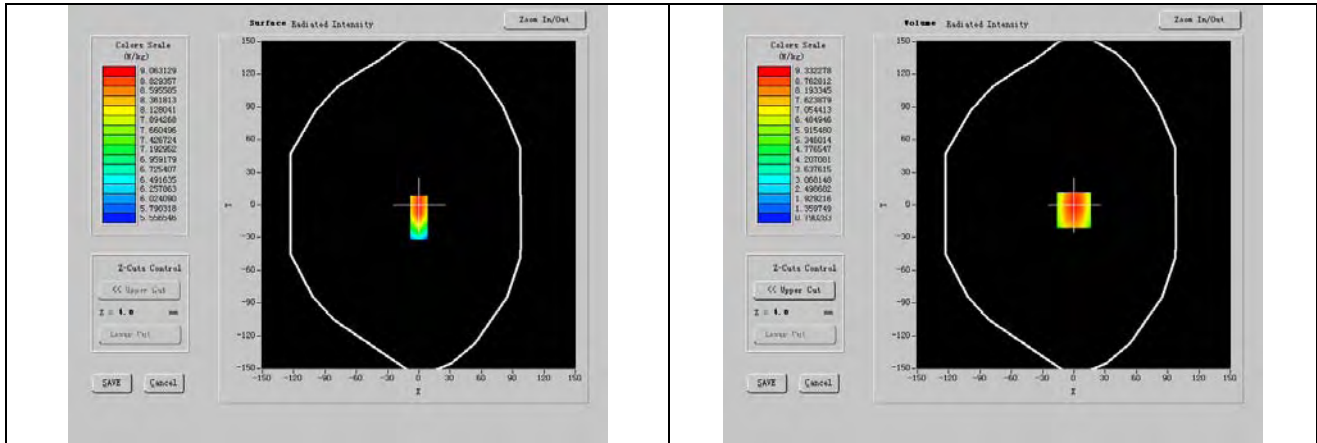 Surface Radiated Intensity
Zoom In/Out
Colors Scale
(W/kg)
9.063129
8.829357
8.595585
8.361813
8.128041
7.894268
7.660496
7.426724
7.192952
6.959179
6.725407
6.491635
6.257863
6.024090
5.790318
5.556546
Z-Cuts Control
<< Upper Cut
Z = 4.0 mm
Lower Cut
SAVE
Cancel
150
120
90
60
30
0
-30
-60
-90
-120
-150
-150 -120 -90 -60 -30 0 30 60 90 120 150
Volume Radiated Intensity
Zoom In/Out
Colors Scale
(W/kg)
9.332278
8.762812
8.193345
7.623879
7.054413
6.484946
5.915480
5.346014
4.776547
4.207081
3.637615
3.068148
2.498682
1.929216
1.359749
Z-Cuts Control
<< Upper Cut
Z = 4.0 mm
Lower Cut
SAVE
Cancel
150
120
90
60
30
0
-30
-60
-90
-120
-150
-150 -120 -90 -60 -30 0 30 60 90 120 150